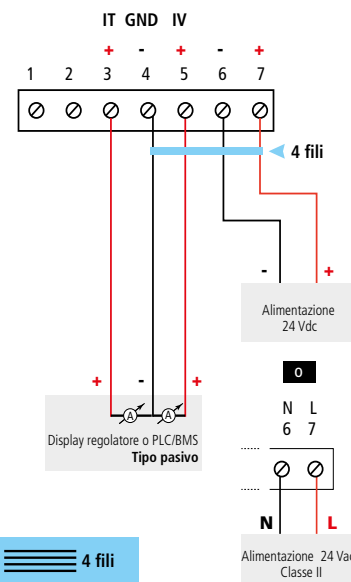 IT GND IV
+ - + - +
1 2 3 4 5 6 7
4 fili
- +
Alimentazione
24 Vdc
o
+ - +
A A
Display regolatore o PLC/BMS
Tipo pasivo
N L
6 7
N L
4 fili
Alimentazione 24 Vac
Classe II